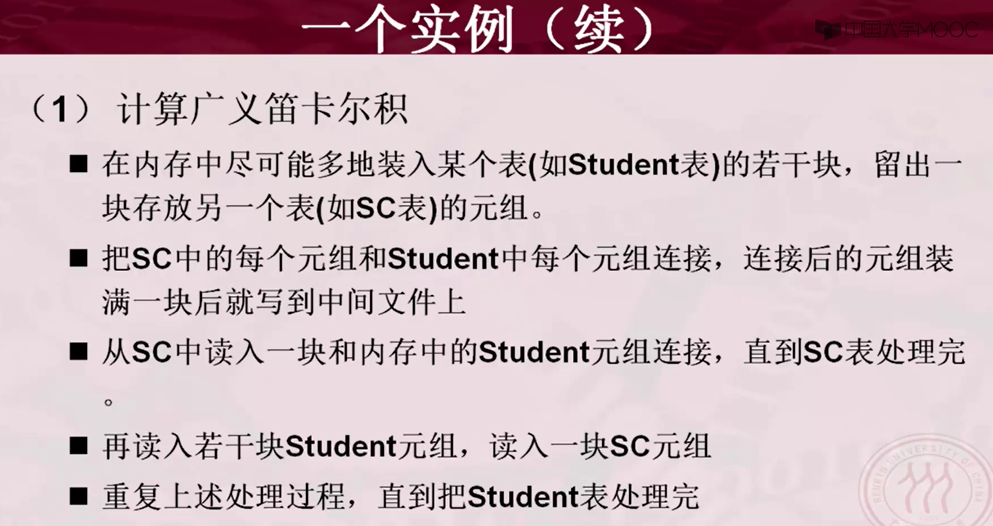 一个实例（续）
中国大学MOOC
（1） 计算广义笛卡尔积
■ 在内存中尽可能多地装入某个表(如Student表)的若干块，留出一
块存放另一个表(如SC表)的元组。
■ 把SC中的每个元组和Student中每个元组连接，连接后的元组装
满一块后就写到中间文件上
■ 从SC中读入一块和内存中的Student元组连接，直到SC表处理完
。
■ 再读入若干块Student元组，读入一块SC元组
■ 重复上述处理过程，直到把Student表处理完